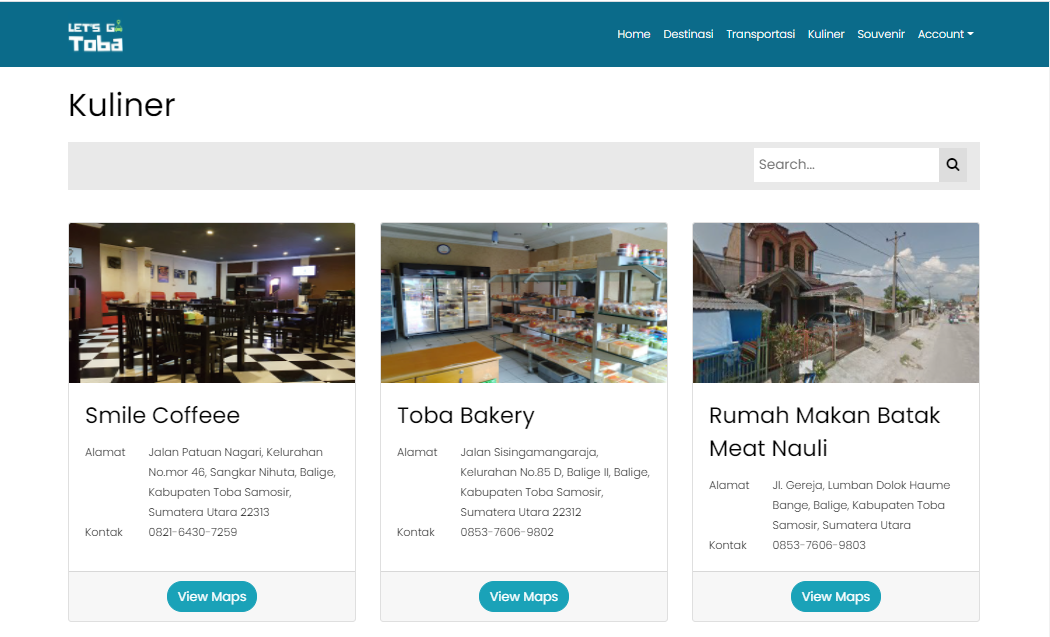 LET'S GO
Toba
Home Destinasi Transportasi Kuliner Souvenir Account
Kuliner
Search...
Smile Coffeee
Alamat Jalan Patuan Nagari, Kelurahan
No.mor 46, Sangkar Nihuta, Balige,
Kabupaten Toba Samosir,
Sumatera Utara 22313
Kontak 0821-6430-7259
View Maps
Toba Bakery
Alamat Jalan Sisingamangaraja,
Kelurahan No.85 D, Balige II, Balige,
Kabupaten Toba Samosir,
Sumatera Utara 22312
Kontak 0853-7606-9802
View Maps
Rumah Makan Batak
Meat Nauli
Alamat Jl. Gereja, Lumban Dolok Haume
Bange, Balige, Kabupaten Toba
Samosir, Sumatera Utara
Kontak 0853-7606-9803
View Maps